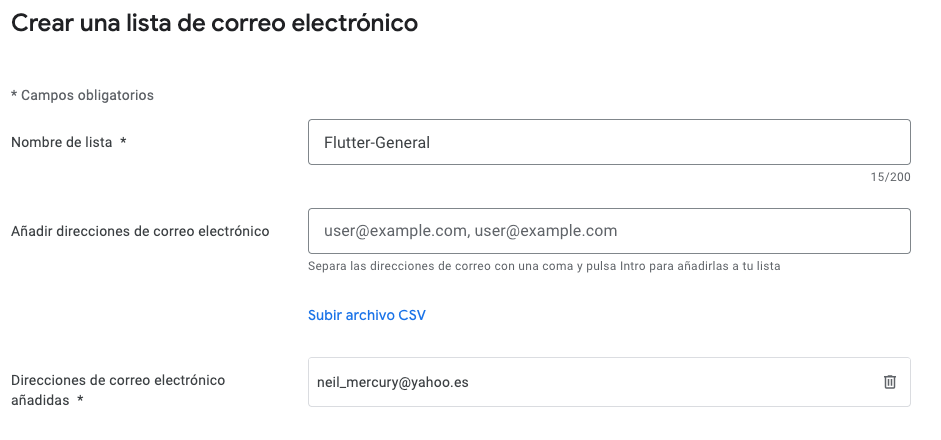 Crear una lista de correo electrónico
* Campos obligatorios
Nombre de lista *
Flutter-General
15/200
Añadir direcciones de correo electrónico
user@example.com, user@example.com
Separa las direcciones de correo con una coma y pulsa Intro para añadirlas a tu lista
Subir archivo CSV
Direcciones de correo electrónico
añadidas *
neil_mercury@yahoo.es